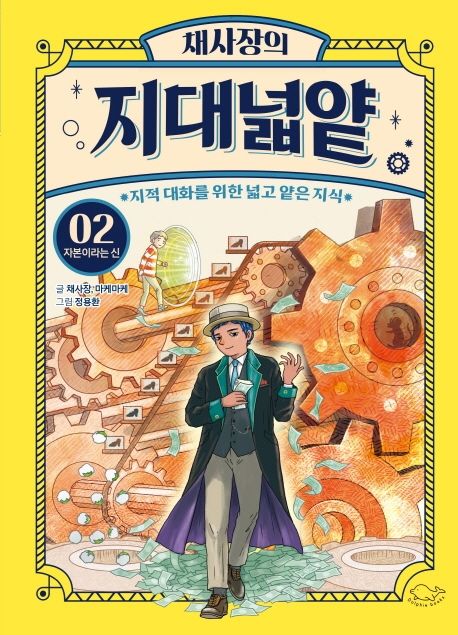 채사장의
지대넓얕
지적 대화를 위한 넓고 얕은 지식
02
자본이라는 신
글 채사장, 마케마케
그림 정용환
Dolphin Books